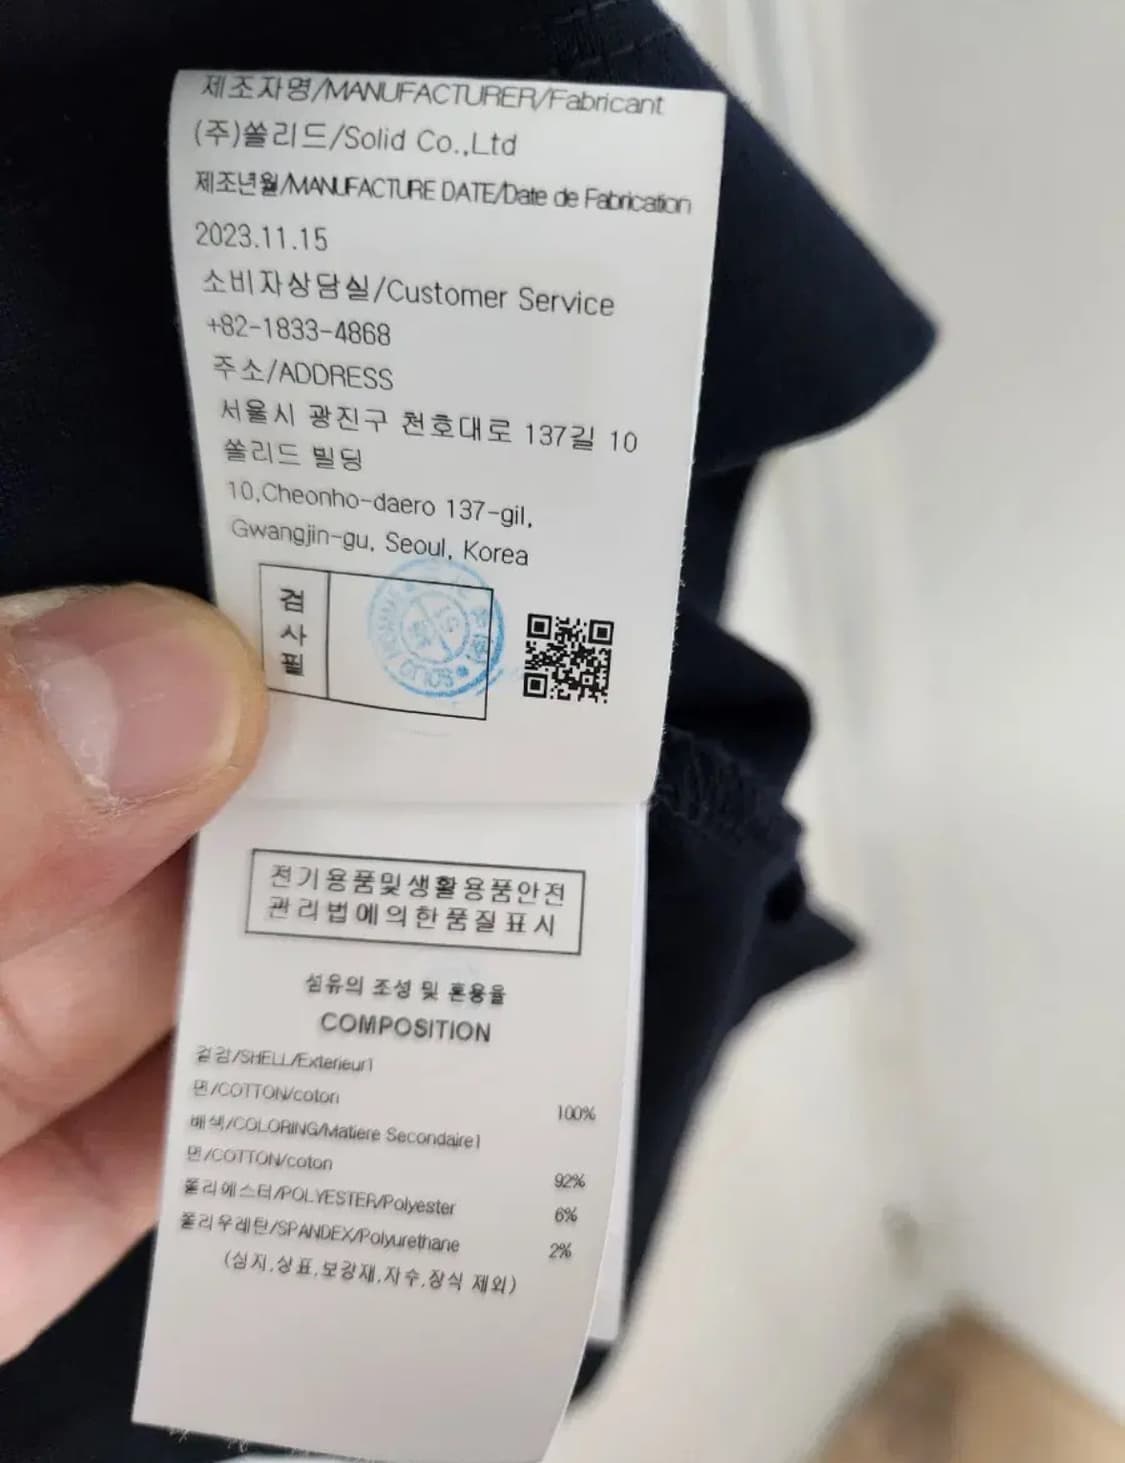 제조자명/MANUFACTURER/Fabricant
(주)쏠리드/Solid Co.,Ltd
제조년월/MANUFACTURE DATE/Date de Fabrication
2023.11.15
소비자상담실/Customer Service
+82-1833-4868
주소/ADDRESS
서울시 광진구 천호대로 137길 10
쏠리드 빌딩
10,Cheonho-daero 137-gil,
Gwangjin-gu, Seoul, Korea
검
사
필
SOLID
전기용품및생활용품안전
관리법에의한품질표시
섬유의 조성 및 혼용율
COMPOSITION
겉감/SHELL/Exterieur1
면/COTTON/coton 100%
배색/COLORING/Matiere Secondaire1
면/COTTON/coton 92%
폴리에스터/POLYESTER/Polyester 6%
폴리우레탄/SPANDEX/Polyurethane 2%
(심지,상표,보강재,자수,장식 제외)